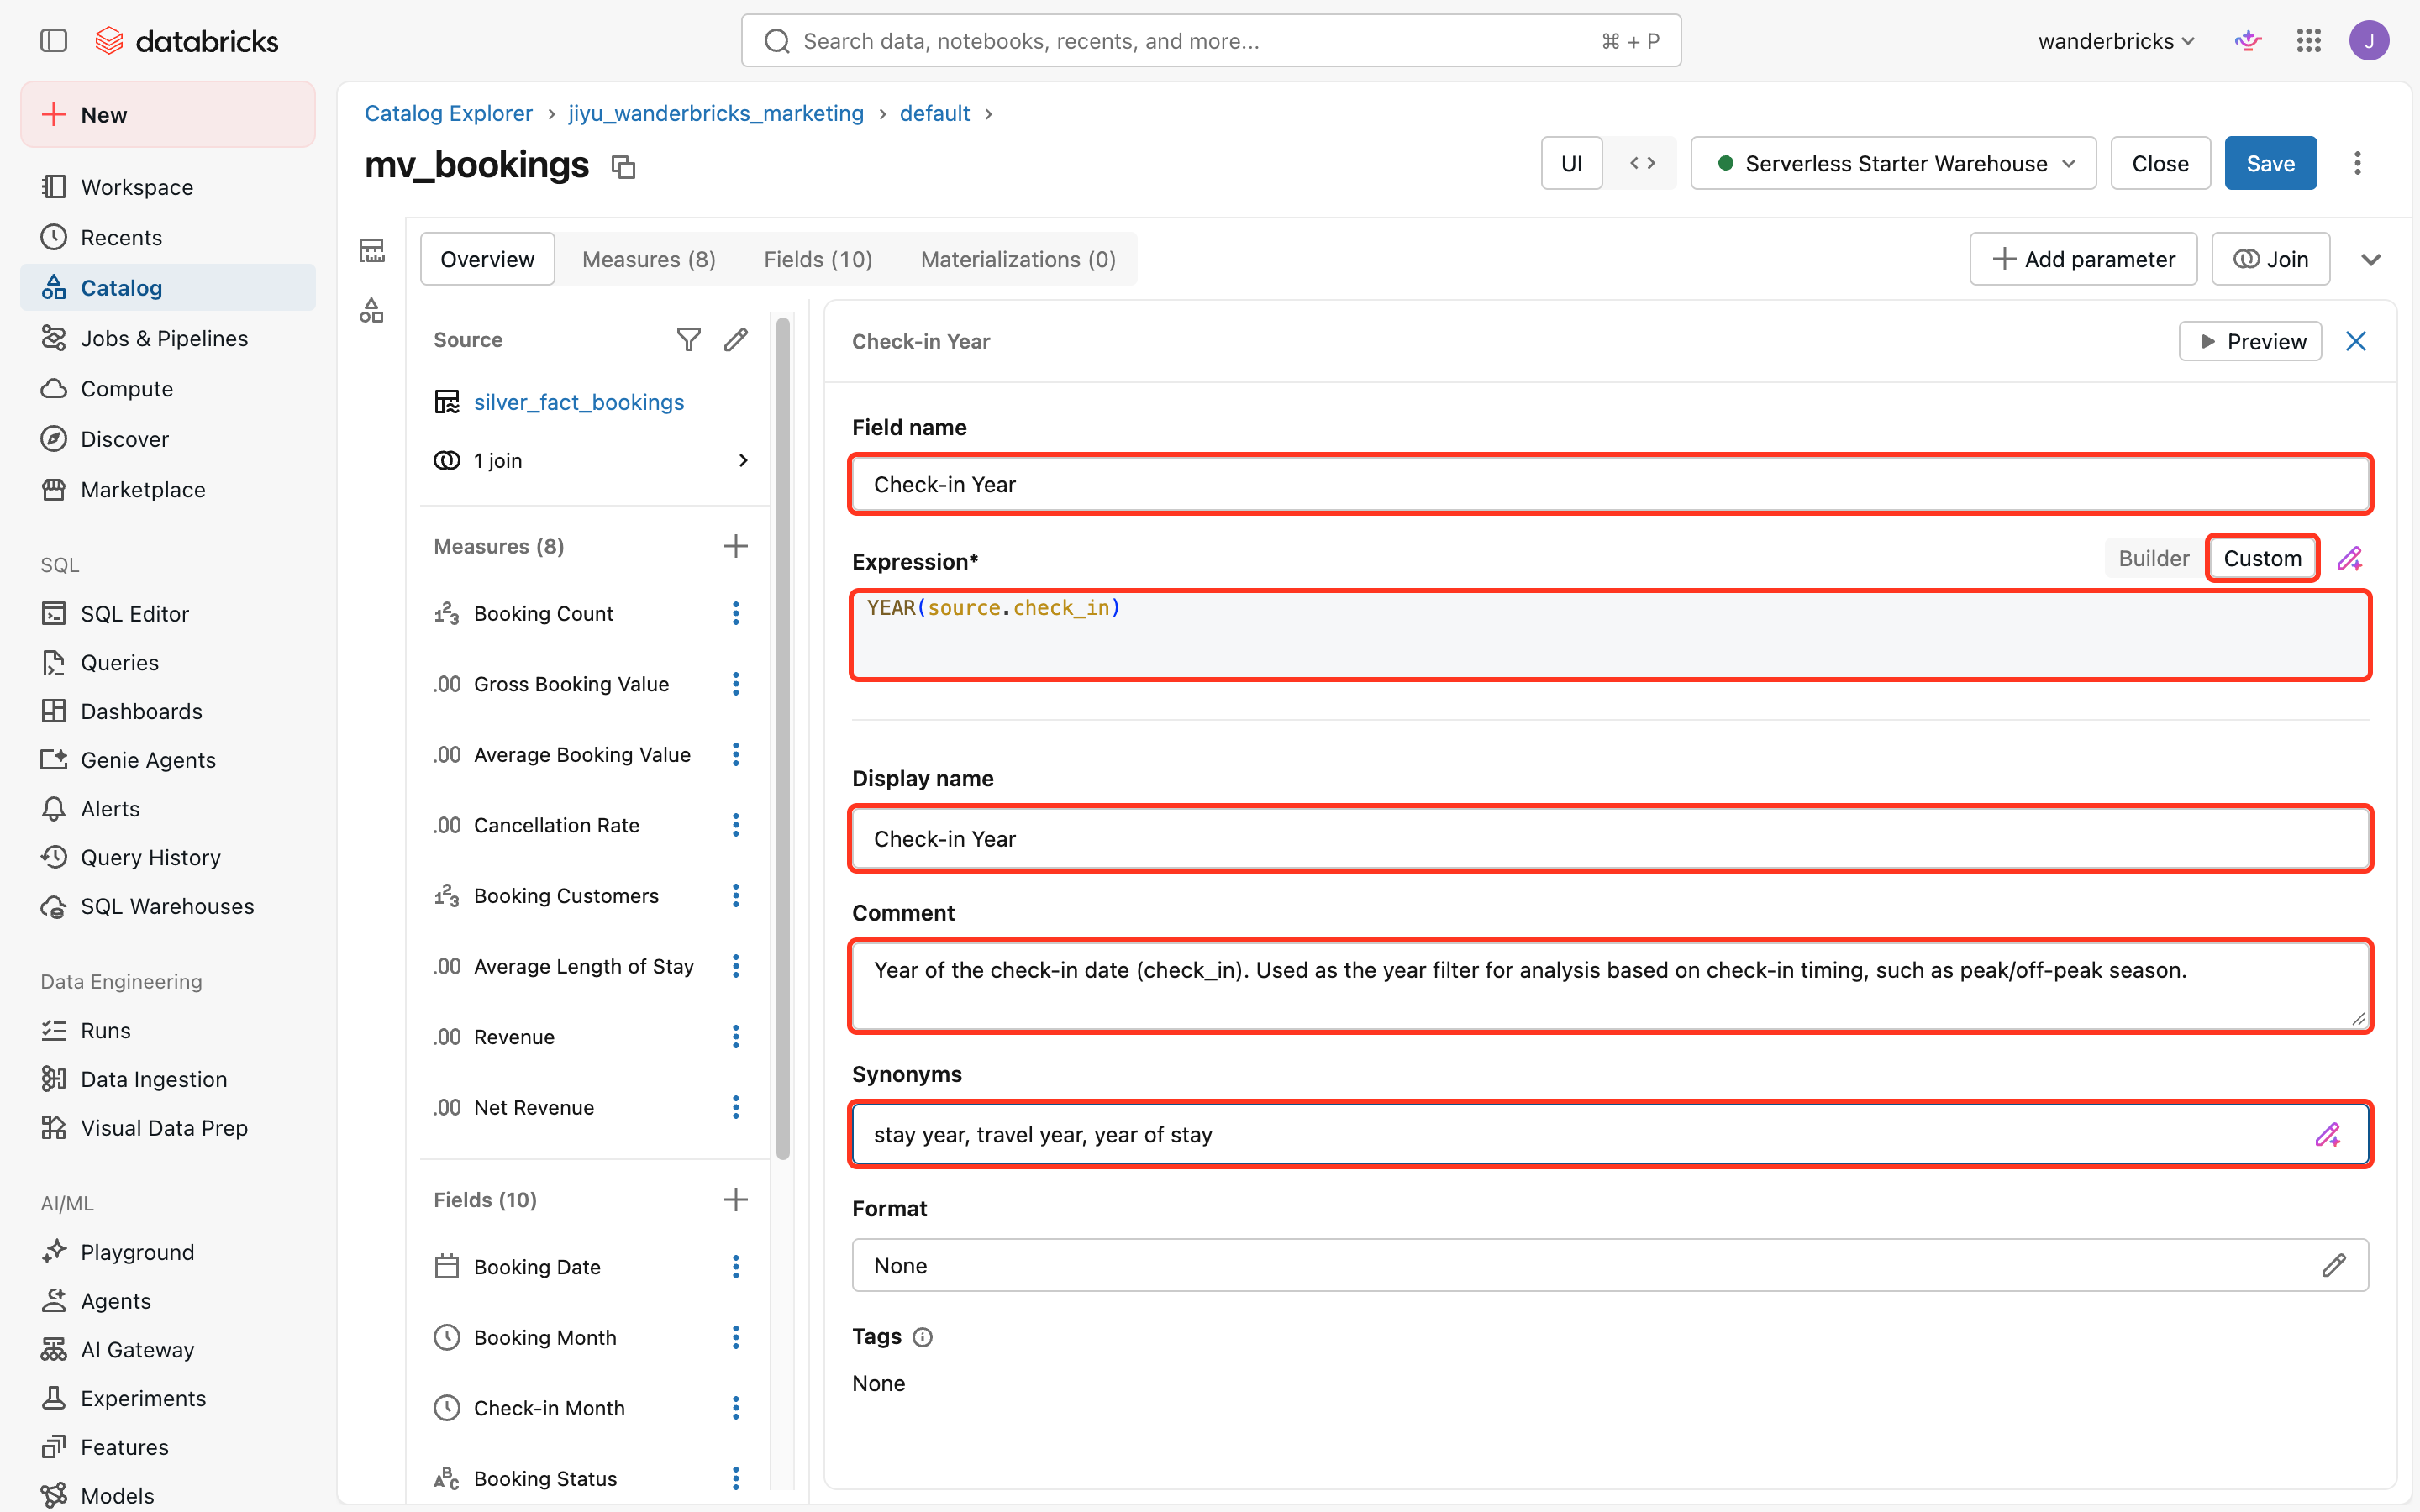 databricks
Search data, notebooks, recents, and more...
⌘ + P
wanderbricks
J
New
Workspace
Recents
Catalog
Jobs & Pipelines
Compute
Discover
Marketplace
SQL
SQL Editor
Queries
Dashboards
Genie Agents
Alerts
Query History
SQL Warehouses
Data Engineering
Runs
Data Ingestion
Visual Data Prep
AI/ML
Playground
Agents
AI Gateway
Experiments
Features
Models
Catalog Explorer › jiyu_wanderbricks_marketing › default ›
mv_bookings
UI
Serverless Starter Warehouse
Close
Save
Overview
Measures (8)
Fields (10)
Materializations (0)
Add parameter
Join
Source
silver_fact_bookings
1 join
Measures (8)
Booking Count
.00 Gross Booking Value
.00 Average Booking Value
.00 Cancellation Rate
Booking Customers
.00 Average Length of Stay
.00 Revenue
.00 Net Revenue
Fields (10)
Booking Date
Booking Month
Check-in Month
Booking Status
Check-in Year
Preview
Field name
Check-in Year
Expression*
Builder
Custom
YEAR(source.check_in)
Display name
Check-in Year
Comment
Year of the check-in date (check_in). Used as the year filter for analysis based on check-in timing, such as peak/off-peak season.
Synonyms
stay year, travel year, year of stay
Format
None
Tags
None